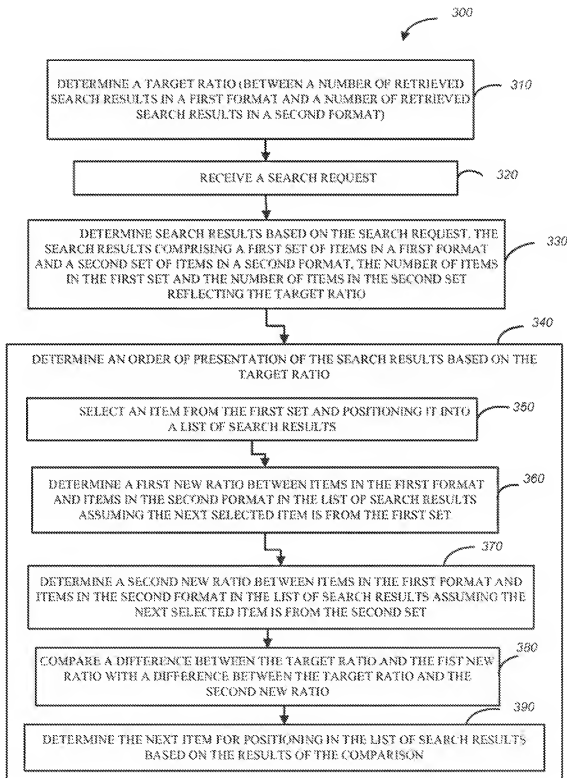 300
DETERMINE A TARGET RATIO (BETWEEN A NUMBER OF RETRIEVED
SEARCH RESULTS IN A FIRST FORMAT AND A NUMBER OF RETRIEVED
SEARCH RESULTS IN A SECOND FORMAT)
310
RECEIVE A SEARCH REQUEST
320
DETERMINE SEARCH RESULTS BASED ON THE SEARCH REQUEST, THE
SEARCH RESULTS COMPRISING A FIRST SET OF ITEMS IN A FIRST FORMAT
AND A SECOND SET OF ITEMS IN A SECOND FORMAT, THE NUMBER OF ITEMS
IN THE FIRST SET AND THE NUMBER OF ITEMS IN THE SECOND SET
REFLECTING THE TARGET RATIO
330
340
DETERMINE AN ORDER OF PRESENTATION OF THE SEARCH RESULTS BASED ON THE
TARGET RATIO
SELECT AN ITEM FROM THE FIRST SET AND POSITIONING IT INTO
A LIST OF SEARCH RESULTS
350
DETERMINE A FIRST NEW RATIO BETWEEN ITEMS IN THE FIRST FORMAT
AND ITEMS IN THE SECOND FORMAT IN THE LIST OF SEARCH RESULTS
ASSUMING THE NEXT SELECTED ITEM IS FROM THE FIRST SET
360
370
DETERMINE A SECOND NEW RATIO BETWEEN ITEMS IN THE FIRST FORMAT AND
ITEMS IN THE SECOND FORMAT IN THE LIST OF SEARCH RESULTS ASSUMING THE
NEXT SELECTED ITEM IS FROM THE SECOND SET
COMPARE A DIFFERENCE BETWEEN THE TARGET RATIO AND THE FIST NEW
RATIO WITH A DIFFERENCE BETWEEN THE TARGET RATIO AND THE
SECOND NEW RATIO
380
390
DETERMINE THE NEXT ITEM FOR POSITIONING IN THE LIST OF SEARCH RESULTS
BASED ON THE RESULTS OF THE COMPARISON